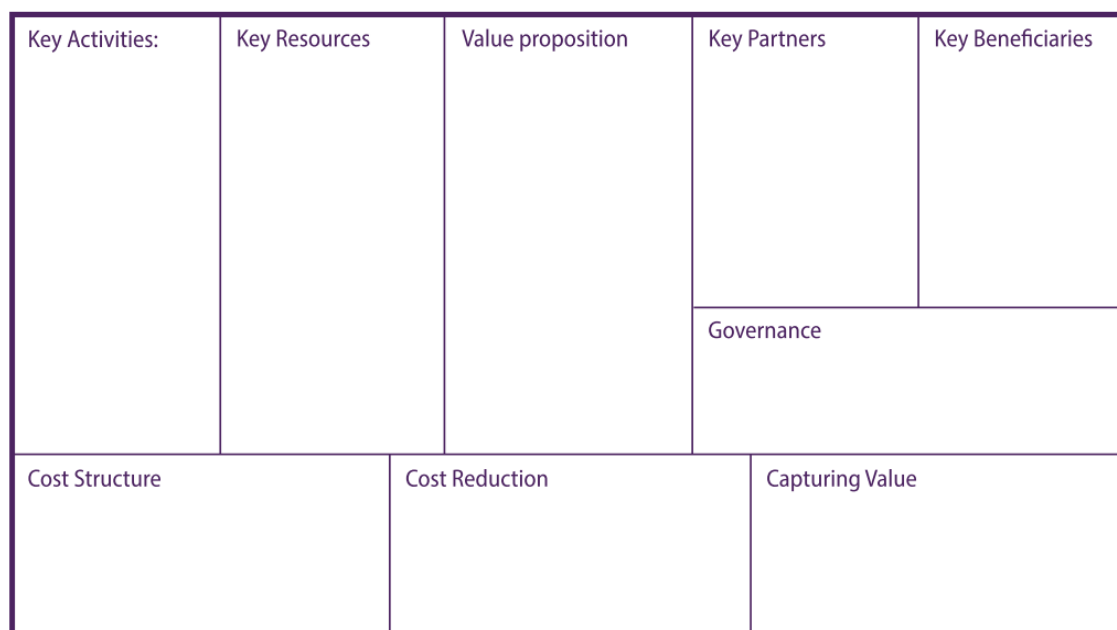 Key Activities:
Key Resources
Value proposition
Key Partners
Key Beneficiaries
Governance
Cost Structure
Cost Reduction
Capturing Value